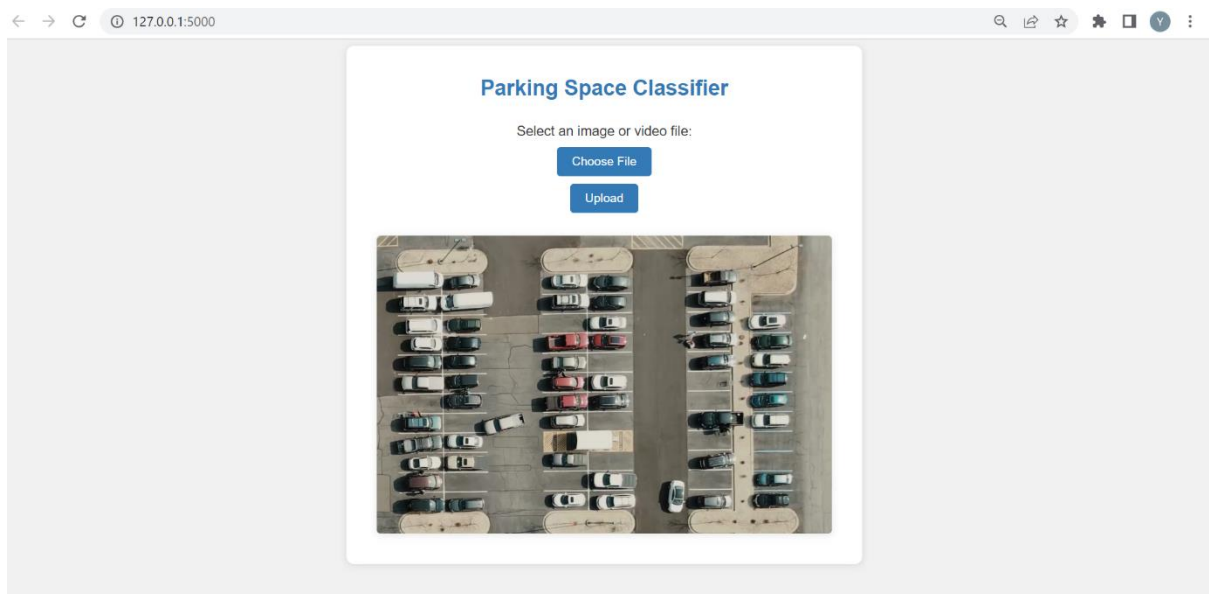 127.0.0.1:5000
Y
Parking Space Classifier
Select an image or video file:
Choose File
Upload